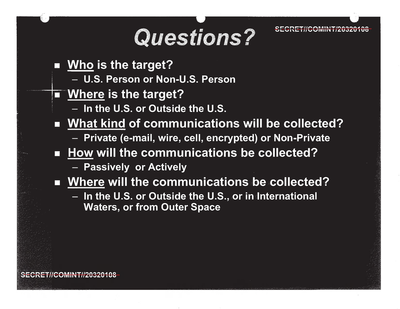 SECRET//COMINT/20320108
Questions?
▪ Who is the target?
– U.S. Person or Non-U.S. Person
▪ Where is the target?
– In the U.S. or Outside the U.S.
▪ What kind of communications will be collected?
– Private (e-mail, wire, cell, encrypted) or Non-Private
▪ How will the communications be collected?
– Passively or Actively
▪ Where will the communications be collected?
– In the U.S. or Outside the U.S., or in International
Waters, or from Outer Space
SECRET//COMINT//20320108